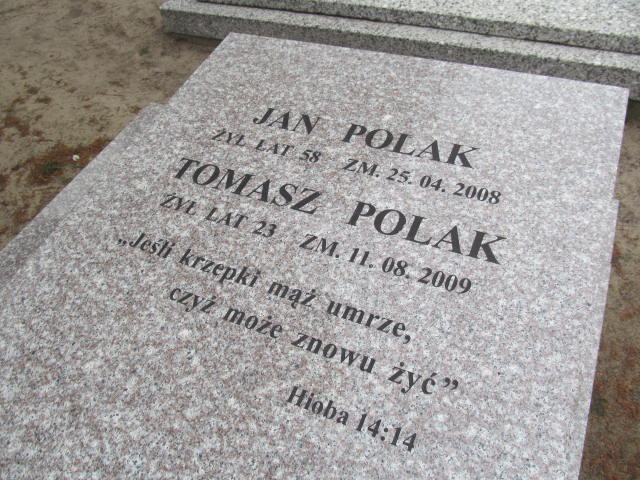 JAN POLAK
ŻYŁ LAT 58 ZM. 25. 04. 2008
TOMASZ POLAK
ŻYŁ LAT 23 ZM. 11. 08. 2009
„Jeśli krzepki mąż umrze,
czyż może znowu żyć”
Hioba 14:14